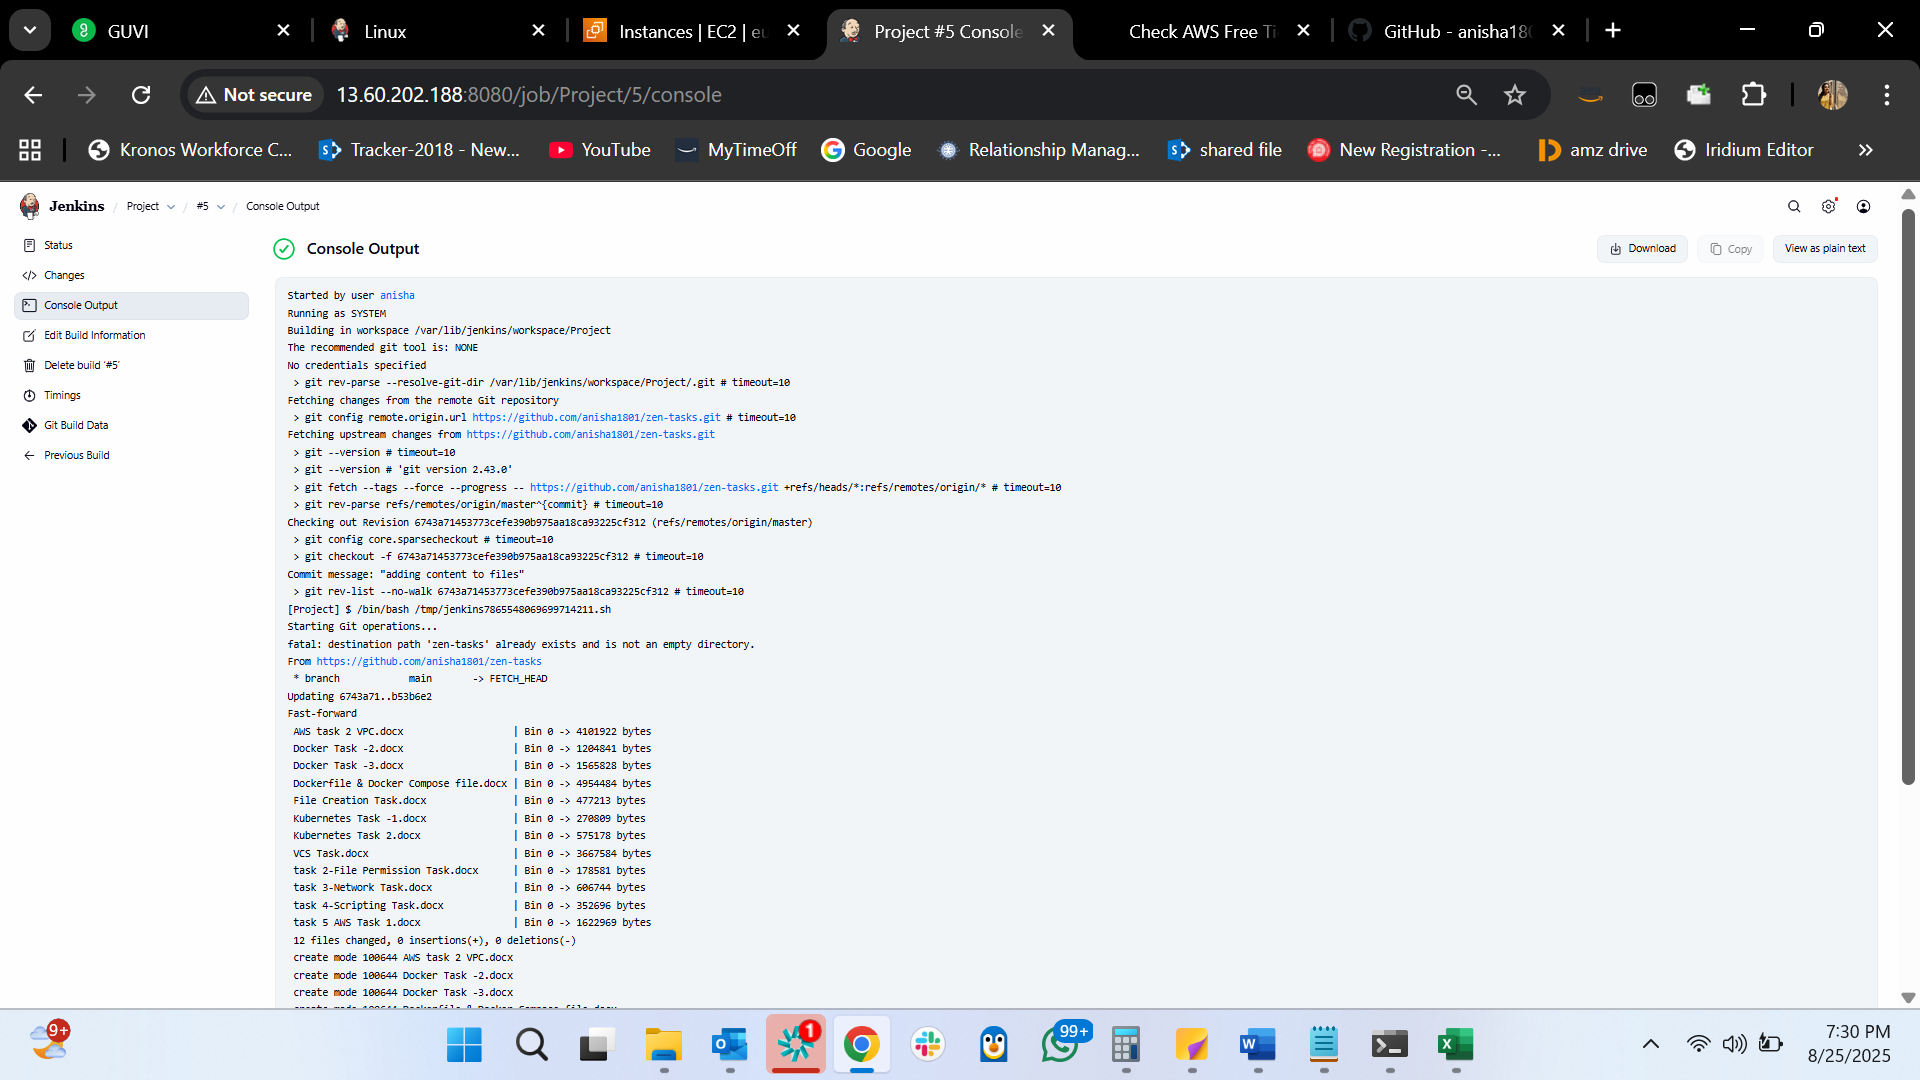 GUVI
Linux
Instances | EC2 | eu
Project #5 Console
Check AWS Free Ti
GitHub - anisha180
Not secure
13.60.202.188:8080/job/Project/5/console
Kronos Workforce C...
Tracker-2018 - New...
YouTube
MyTimeOff
Google
Relationship Manag...
shared file
New Registration -...
amz drive
Iridium Editor
Jenkins / Project / #5 / Console Output
Status
Changes
Console Output
Edit Build Information
Delete build ‘#5’
Timings
Git Build Data
Previous Build
Console Output
Download
Copy
View as plain text
Started by user anisha
Running as SYSTEM
Building in workspace /var/lib/jenkins/workspace/Project
The recommended git tool is: NONE
No credentials specified
> git rev-parse --resolve-git-dir /var/lib/jenkins/workspace/Project/.git # timeout=10
Fetching changes from the remote Git repository
> git config remote.origin.url https://github.com/anisha1801/zen-tasks.git # timeout=10
Fetching upstream changes from https://github.com/anisha1801/zen-tasks.git
> git --version # timeout=10
> git --version # 'git version 2.43.0'
> git fetch --tags --force --progress -- https://github.com/anisha1801/zen-tasks.git +refs/heads/*:refs/remotes/origin/* # timeout=10
> git rev-parse refs/remotes/origin/master^{commit} # timeout=10
Checking out Revision 6743a71453773cefe390b975aa18ca93225cf312 (refs/remotes/origin/master)
> git config core.sparsecheckout # timeout=10
> git checkout -f 6743a71453773cefe390b975aa18ca93225cf312 # timeout=10
Commit message: "adding content to files"
> git rev-list --no-walk 6743a71453773cefe390b975aa18ca93225cf312 # timeout=10
[Project] $ /bin/bash /tmp/jenkins7865548069699714211.sh
Starting Git operations...
fatal: destination path 'zen-tasks' already exists and is not an empty directory.
From https://github.com/anisha1801/zen-tasks
* branch main -> FETCH_HEAD
Updating 6743a71..b53b6e2
Fast-forward
AWS task 2 VPC.docx | Bin 0 -> 4101922 bytes
Docker Task -2.docx | Bin 0 -> 1204841 bytes
Docker Task -3.docx | Bin 0 -> 1565828 bytes
Dockerfile & Docker Compose file.docx | Bin 0 -> 4954484 bytes
File Creation Task.docx | Bin 0 -> 477213 bytes
Kubernetes Task -1.docx | Bin 0 -> 270809 bytes
Kubernetes Task 2.docx | Bin 0 -> 575178 bytes
VCS Task.docx | Bin 0 -> 3667584 bytes
task 2-File Permission Task.docx | Bin 0 -> 178581 bytes
task 3-Network Task.docx | Bin 0 -> 606744 bytes
task 4-Scripting Task.docx | Bin 0 -> 352696 bytes
task 5 AWS Task 1.docx | Bin 0 -> 1622969 bytes
12 files changed, 0 insertions(+), 0 deletions(-)
create mode 100644 AWS task 2 VPC.docx
create mode 100644 Docker Task -2.docx
create mode 100644 Docker Task -3.docx
9+
1
99+
7:30 PM
8/25/2025